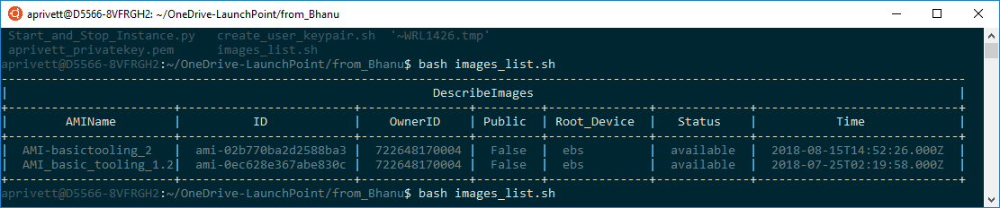 aprivett@D5566-8VFRGH2: ~/OneDrive-LaunchPoint/from_Bhanu
Start_and_Stop_Instance.py   create_user_keypair.sh  '~WRL1426.tmp'
aprivett_privatekey.pem      images_list.sh
aprivett@D5566-8VFRGH2:~/OneDrive-LaunchPoint/from_Bhanu$ bash images_list.sh
DescribeImages
| AMIName | ID | OwnerID | Public | Root_Device | Status | Time |
| AMI-basictooling_2 | ami-02b770ba2d2588ba3 | 722648170004 | False | ebs | available | 2018-08-15T14:52:26.000Z |
| AMI_basic_tooling_1.2| ami-0ec628e367abe830c | 722648170004 | False | ebs | available | 2018-07-25T02:19:58.000Z |
aprivett@D5566-8VFRGH2:~/OneDrive-LaunchPoint/from_Bhanu$ bash images_list.sh